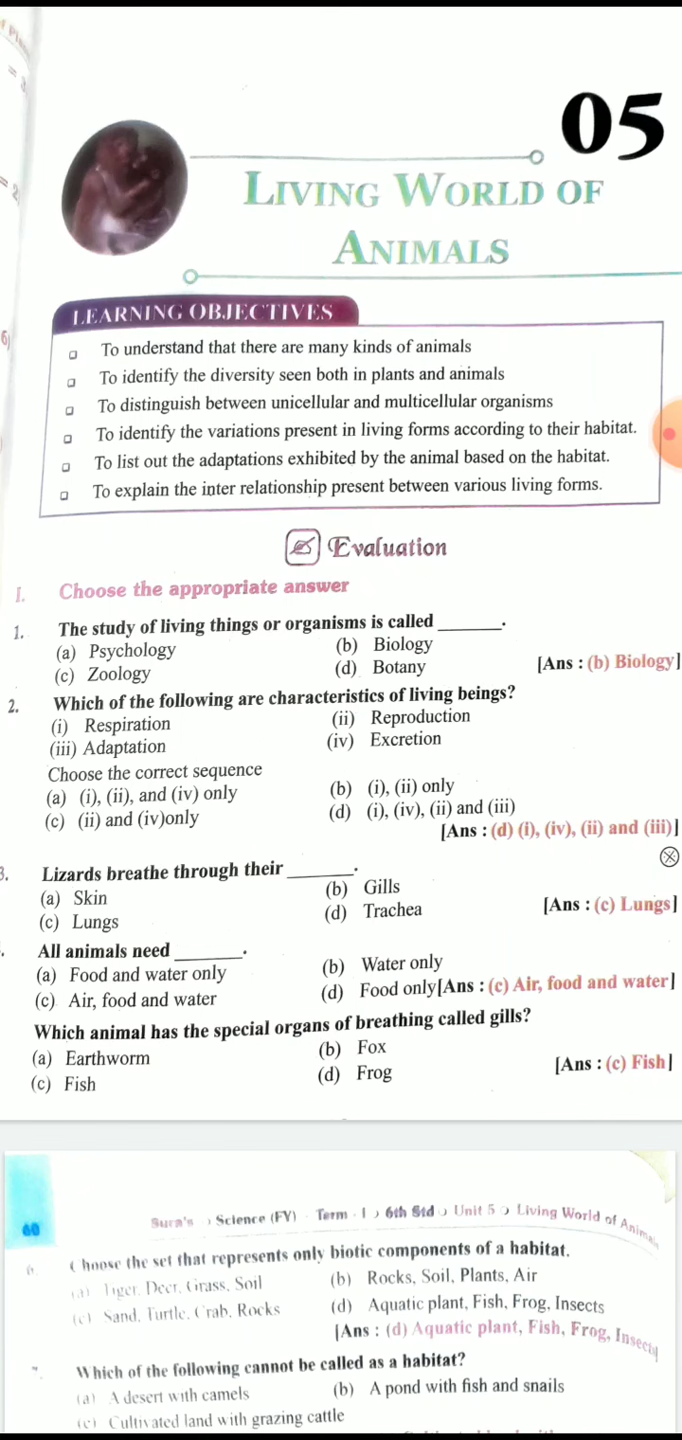 05
LIVING WORLD OF
ANIMALS
LEARNING OBJECTIVES
To understand that there are many kinds of animals
To identify the diversity seen both in plants and animals
To distinguish between unicellular and multicellular organisms
To identify the variations present in living forms according to their habitat.
To list out the adaptations exhibited by the animal based on the habitat.
To explain the inter relationship present between various living forms.
Evaluation
I. Choose the appropriate answer
1. The study of living things or organisms is called ______.
(a) Psychology (b) Biology
(c) Zoology (d) Botany [Ans : (b) Biology]
2. Which of the following are characteristics of living beings?
(i) Respiration (ii) Reproduction
(iii) Adaptation (iv) Excretion
Choose the correct sequence
(a) (i), (ii), and (iv) only (b) (i), (ii) only
(c) (ii) and (iv)only (d) (i), (iv), (ii) and (iii)
[Ans : (d) (i), (iv), (ii) and (iii)]
3. Lizards breathe through their ______.
(a) Skin (b) Gills
(c) Lungs (d) Trachea [Ans : (c) Lungs]
All animals need ______.
(a) Food and water only (b) Water only
(c) Air, food and water (d) Food only[Ans : (c) Air, food and water]
Which animal has the special organs of breathing called gills?
(a) Earthworm (b) Fox
(c) Fish (d) Frog [Ans : (c) Fish]
60 Sura's Science (FY) Term - I 6th Std Unit 5 Living World of Animals
6. Choose the set that represents only biotic components of a habitat.
(a) Tiger, Deer, Grass, Soil (b) Rocks, Soil, Plants, Air
(c) Sand, Turtle, Crab, Rocks (d) Aquatic plant, Fish, Frog, Insects
[Ans : (d) Aquatic plant, Fish, Frog, Insects]
Which of the following cannot be called as a habitat?
(a) A desert with camels (b) A pond with fish and snails
(c) Cultivated land with grazing cattle